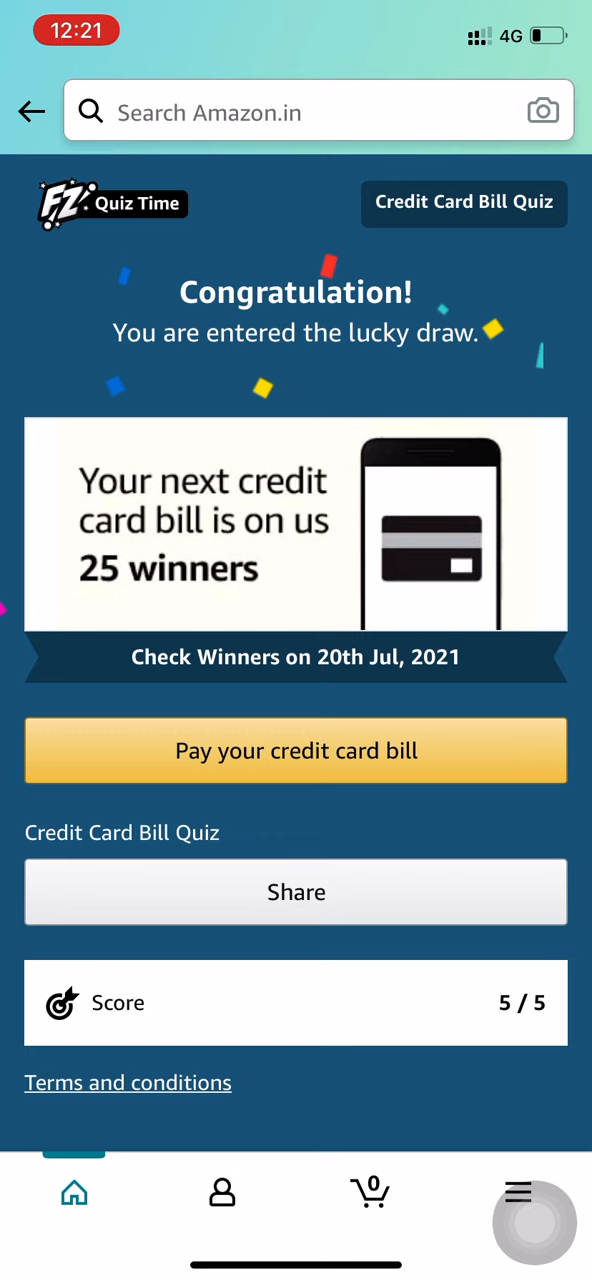 12:21
4G
Search Amazon.in
FZ Quiz Time
Credit Card Bill Quiz
Congratulation!
You are entered the lucky draw.
Your next credit
card bill is on us
25 winners
Check Winners on 20th Jul, 2021
Pay your credit card bill
Credit Card Bill Quiz
Share
Score 5 / 5
Terms and conditions
0